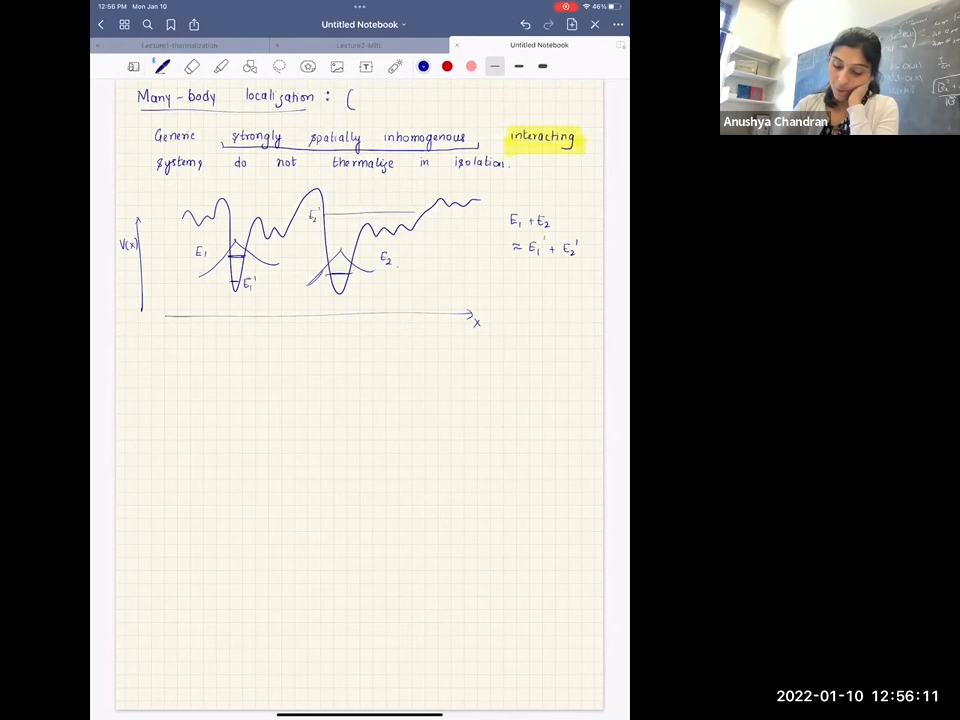 12:56 PM Mon Jan 10
46%
Untitled Notebook
Lecture1-thermalization
Lecture2-MBL
Untitled Notebook
Many-body localization : (
Generic strongly spatially inhomogenous interacting
systems do not thermalize in isolation.
V(x)
E₁
E₁'
E₂'
E₂
x
E₁ + E₂
≈ E₁' + E₂'
Anushya Chandran
2022-01-10 12:56:11